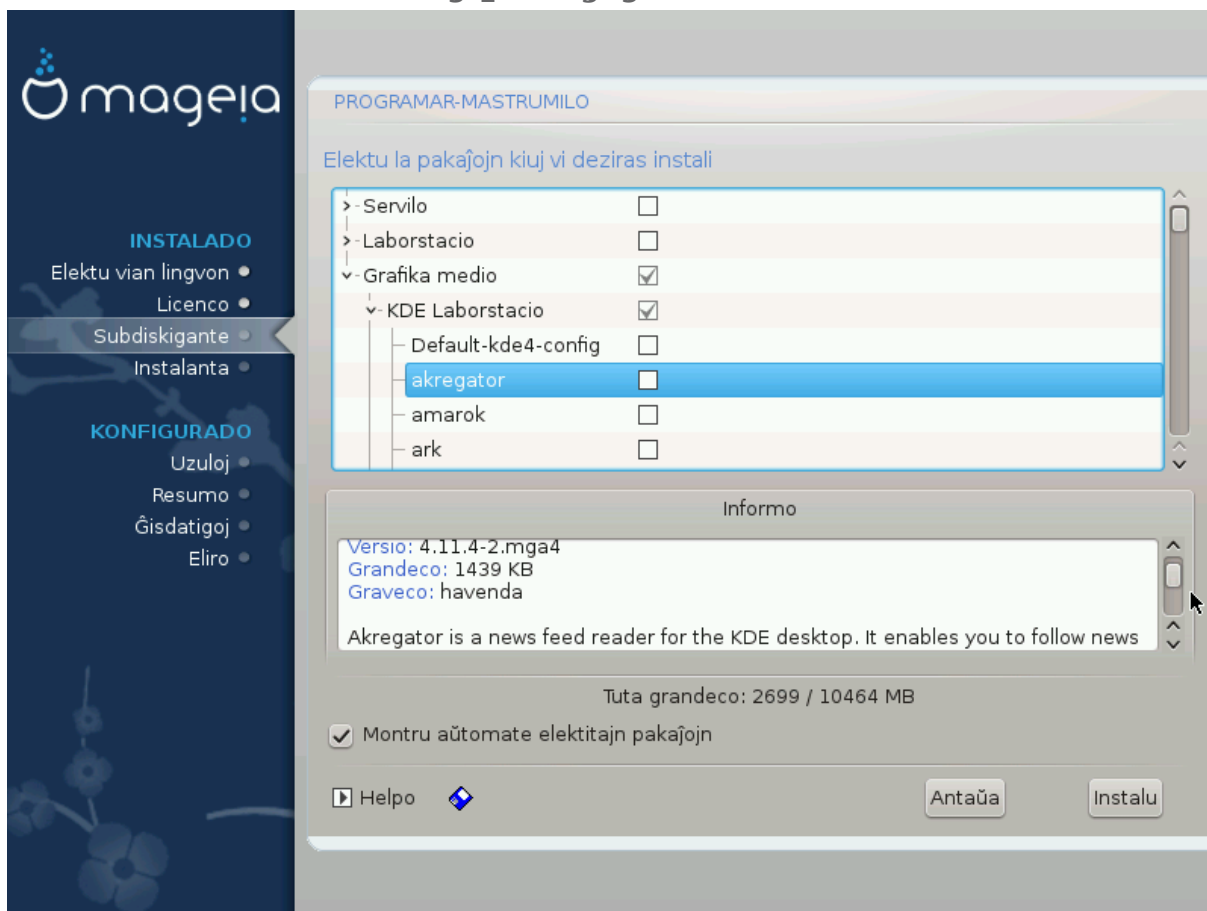 mageia
INSTALADO
Elektu vian lingvon
Licenco
Subdiskigante
Instalanta
KONFIGURADO
Uzuloj
Resumo
Ĝisdatigoj
Eliro
PROGRAMAR-MASTRUMILO
Elektu la pakaĵojn kiuj vi deziras instali
Servilo
Laborstacio
Grafika medio
KDE Laborstacio
Default-kde4-config
akregator
amarok
ark
Informo
Versio: 4.11.4-2.mga4
Grandeco: 1439 KB
Graveco: havenda
Akregator is a news feed reader for the KDE desktop. It enables you to follow news
Tuta grandeco: 2699 / 10464 MB
Montru aŭtomate elektitajn pakaĵojn
Helpo
Antaŭa
Instalu